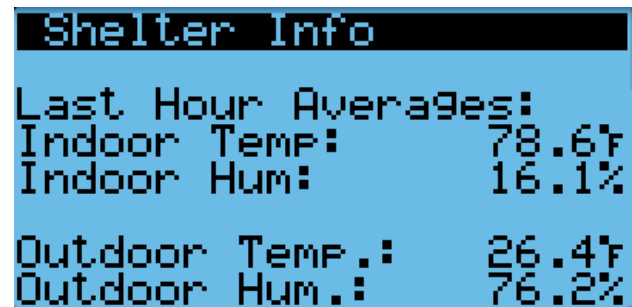 Shelter Info
Last Hour Averages:
Indoor Temp: 78.6°F
Indoor Hum: 16.1%
Outdoor Temp.: 26.4°F
Outdoor Hum.: 76.2%